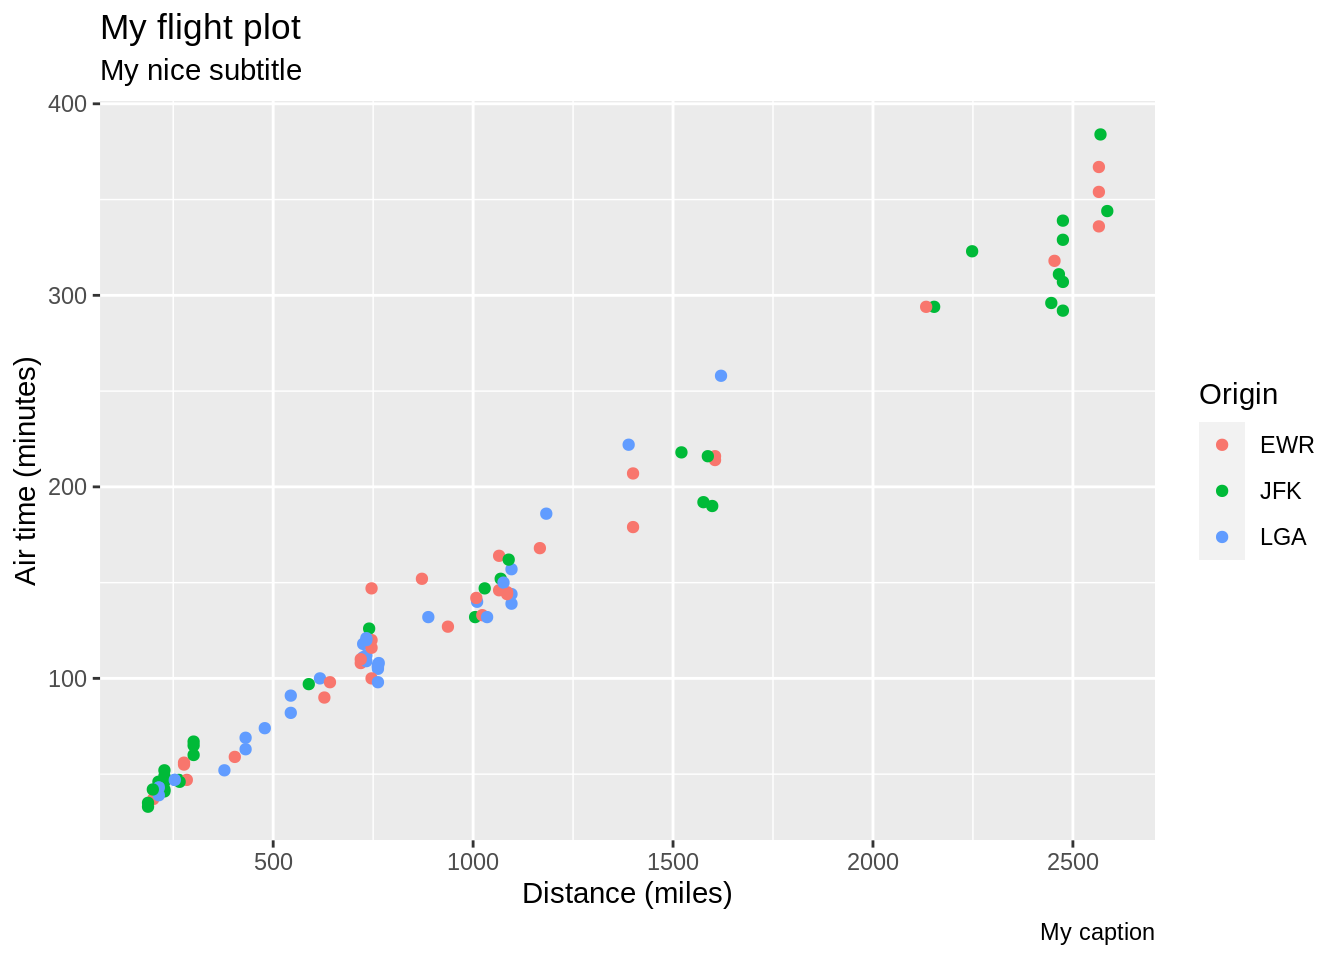 My flight plot
My nice subtitle
400
300
200
100
Air time (minutes)
500 1000 1500 2000 2500
Distance (miles)
My caption
Origin
EWR
JFK
LGA